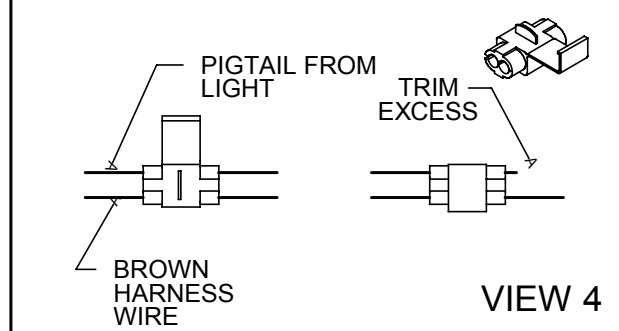 PIGTAIL FROM
LIGHT
TRIM
EXCESS
BROWN
HARNESS
WIRE
VIEW 4